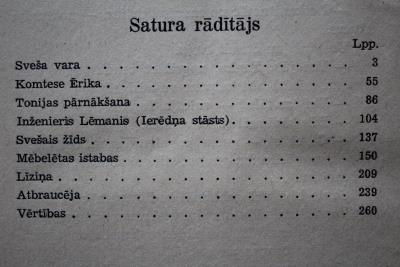 Satura rādītājs
Lpp.
Sveša vara . . . . . . . . . . . . . . . . 3
Komtese Ērika . . . . . . . . . . . . . . . 55
Tonijas pārnākšana . . . . . . . . . . . . . 86
Inženieris Lēmanis (Ierēdņa stāsts) . . . . . . . . 104
Svešais žīds . . . . . . . . . . . . . . . 137
Mēbelētas istabas . . . . . . . . . . . . . 150
Līziņa . . . . . . . . . . . . . . . . . 209
Atbraucēja . . . . . . . . . . . . . . . . 239
Vērtības . . . . . . . . . . . . . . . . . 260